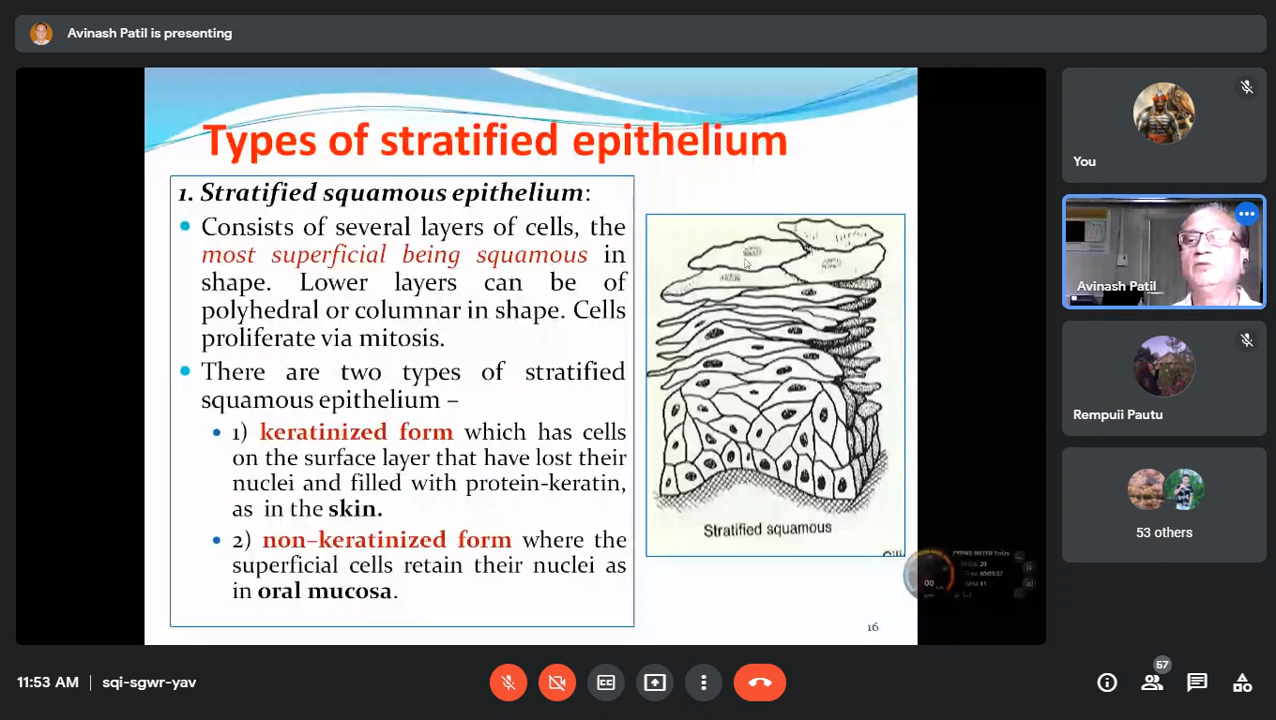 Avinash Patil is presenting
Types of stratified epithelium
1. Stratified squamous epithelium:
Consists of several layers of cells, the
most superficial being squamous in
shape. Lower layers can be of
polyhedral or columnar in shape. Cells
proliferate via mitosis.
There are two types of stratified
squamous epithelium –
1) keratinized form which has cells
on the surface layer that have lost their
nuclei and filled with protein-keratin,
as in the skin.
2) non–keratinized form where the
superficial cells retain their nuclei as
in oral mucosa.
Stratified squamous
16
You
Avinash Patil
Rempuii Pautu
53 others
11:53 AM | sqi-sgwr-yav
CC
57